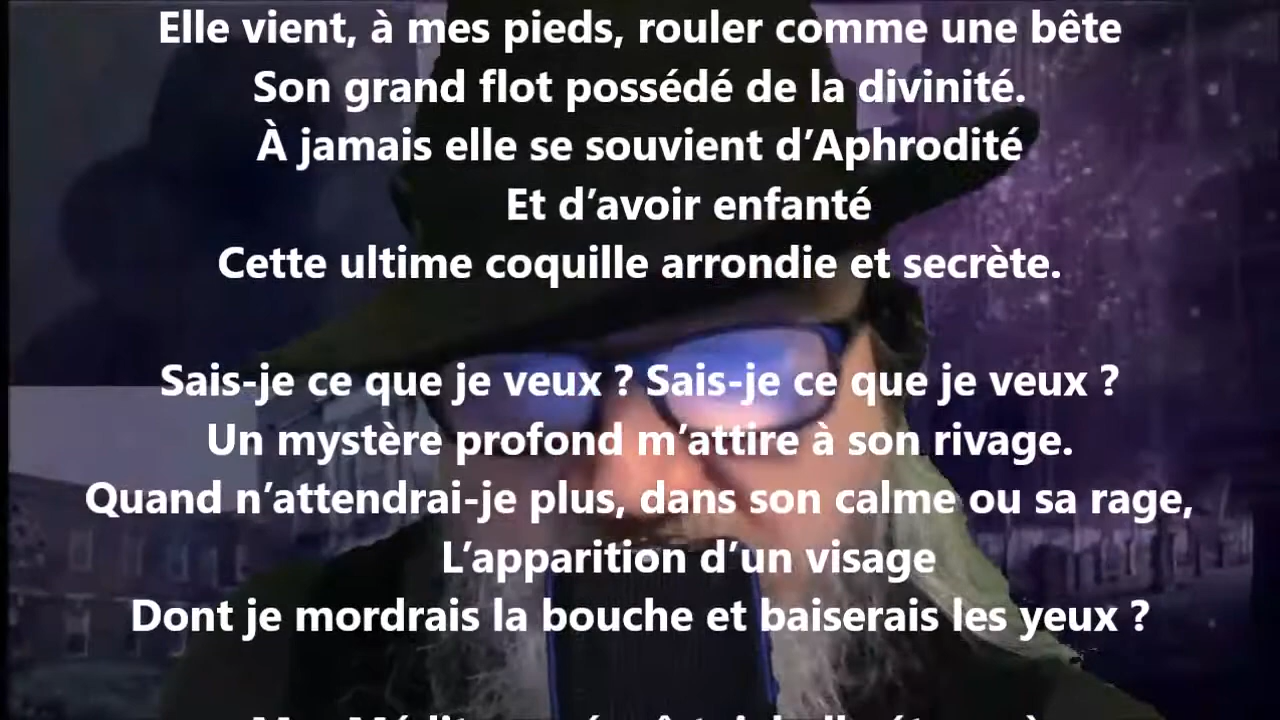 Elle vient, à mes pieds, rouler comme une bête
Son grand flot possédé de la divinité.
À jamais elle se souvient d’Aphrodité
Et d’avoir enfanté
Cette ultime coquille arrondie et secrète.
Sais-je ce que je veux ? Sais-je ce que je veux ?
Un mystère profond m’attire à son rivage.
Quand n’attendrai-je plus, dans son calme ou sa rage,
L’apparition d’un visage
Dont je mordrais la bouche et baiserais les yeux ?